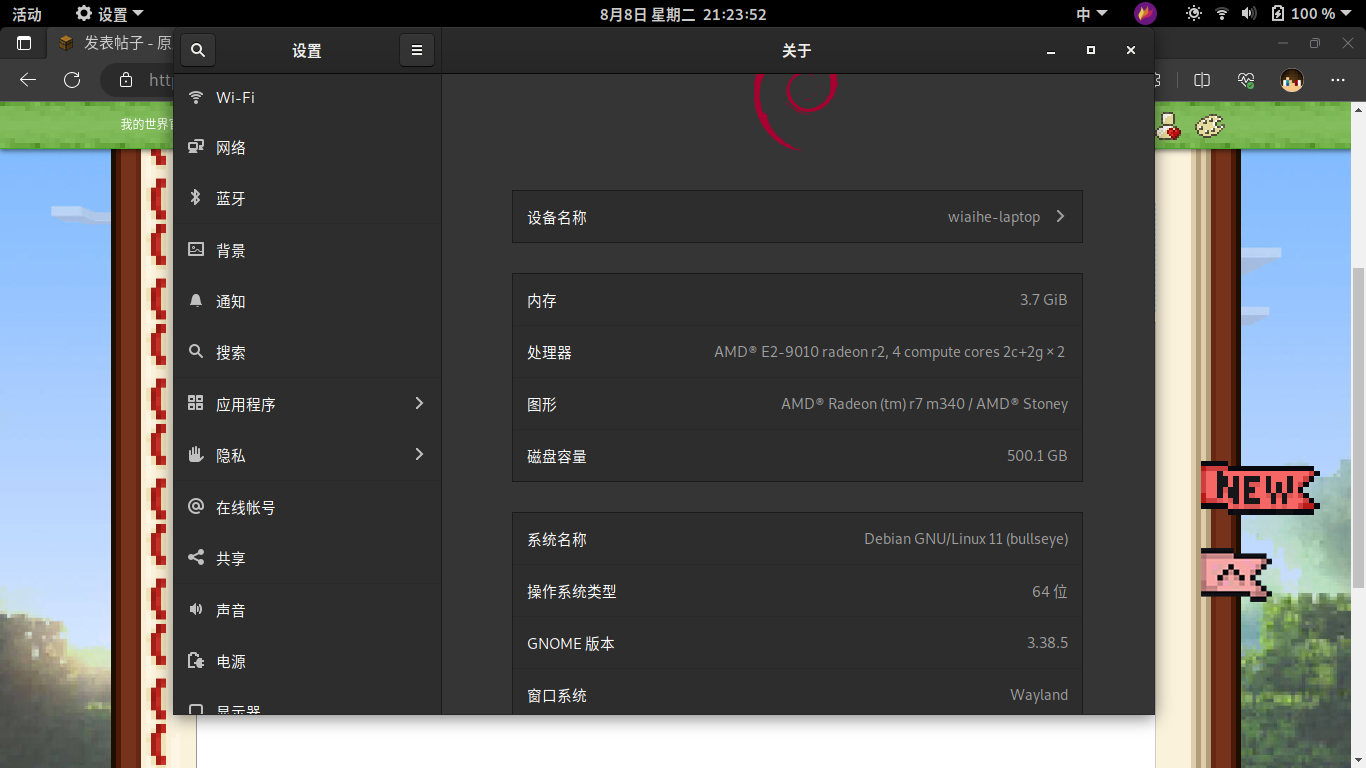 活动
设置
8月8日 星期二 21:23:52
中
100 %
发表帖子 - 原
设置
关于
http
我的世界官
Wi-Fi
网络
蓝牙
背景
通知
搜索
应用程序
隐私
在线帐号
共享
声音
电源
显示器
设备名称
wiaihe-laptop
内存
3.7 GiB
处理器
AMD® E2-9010 radeon r2, 4 compute cores 2c+2g × 2
图形
AMD® Radeon (tm) r7 m340 / AMD® Stoney
磁盘容量
500.1 GB
系统名称
Debian GNU/Linux 11 (bullseye)
操作系统类型
64 位
GNOME 版本
3.38.5
窗口系统
Wayland
NEW